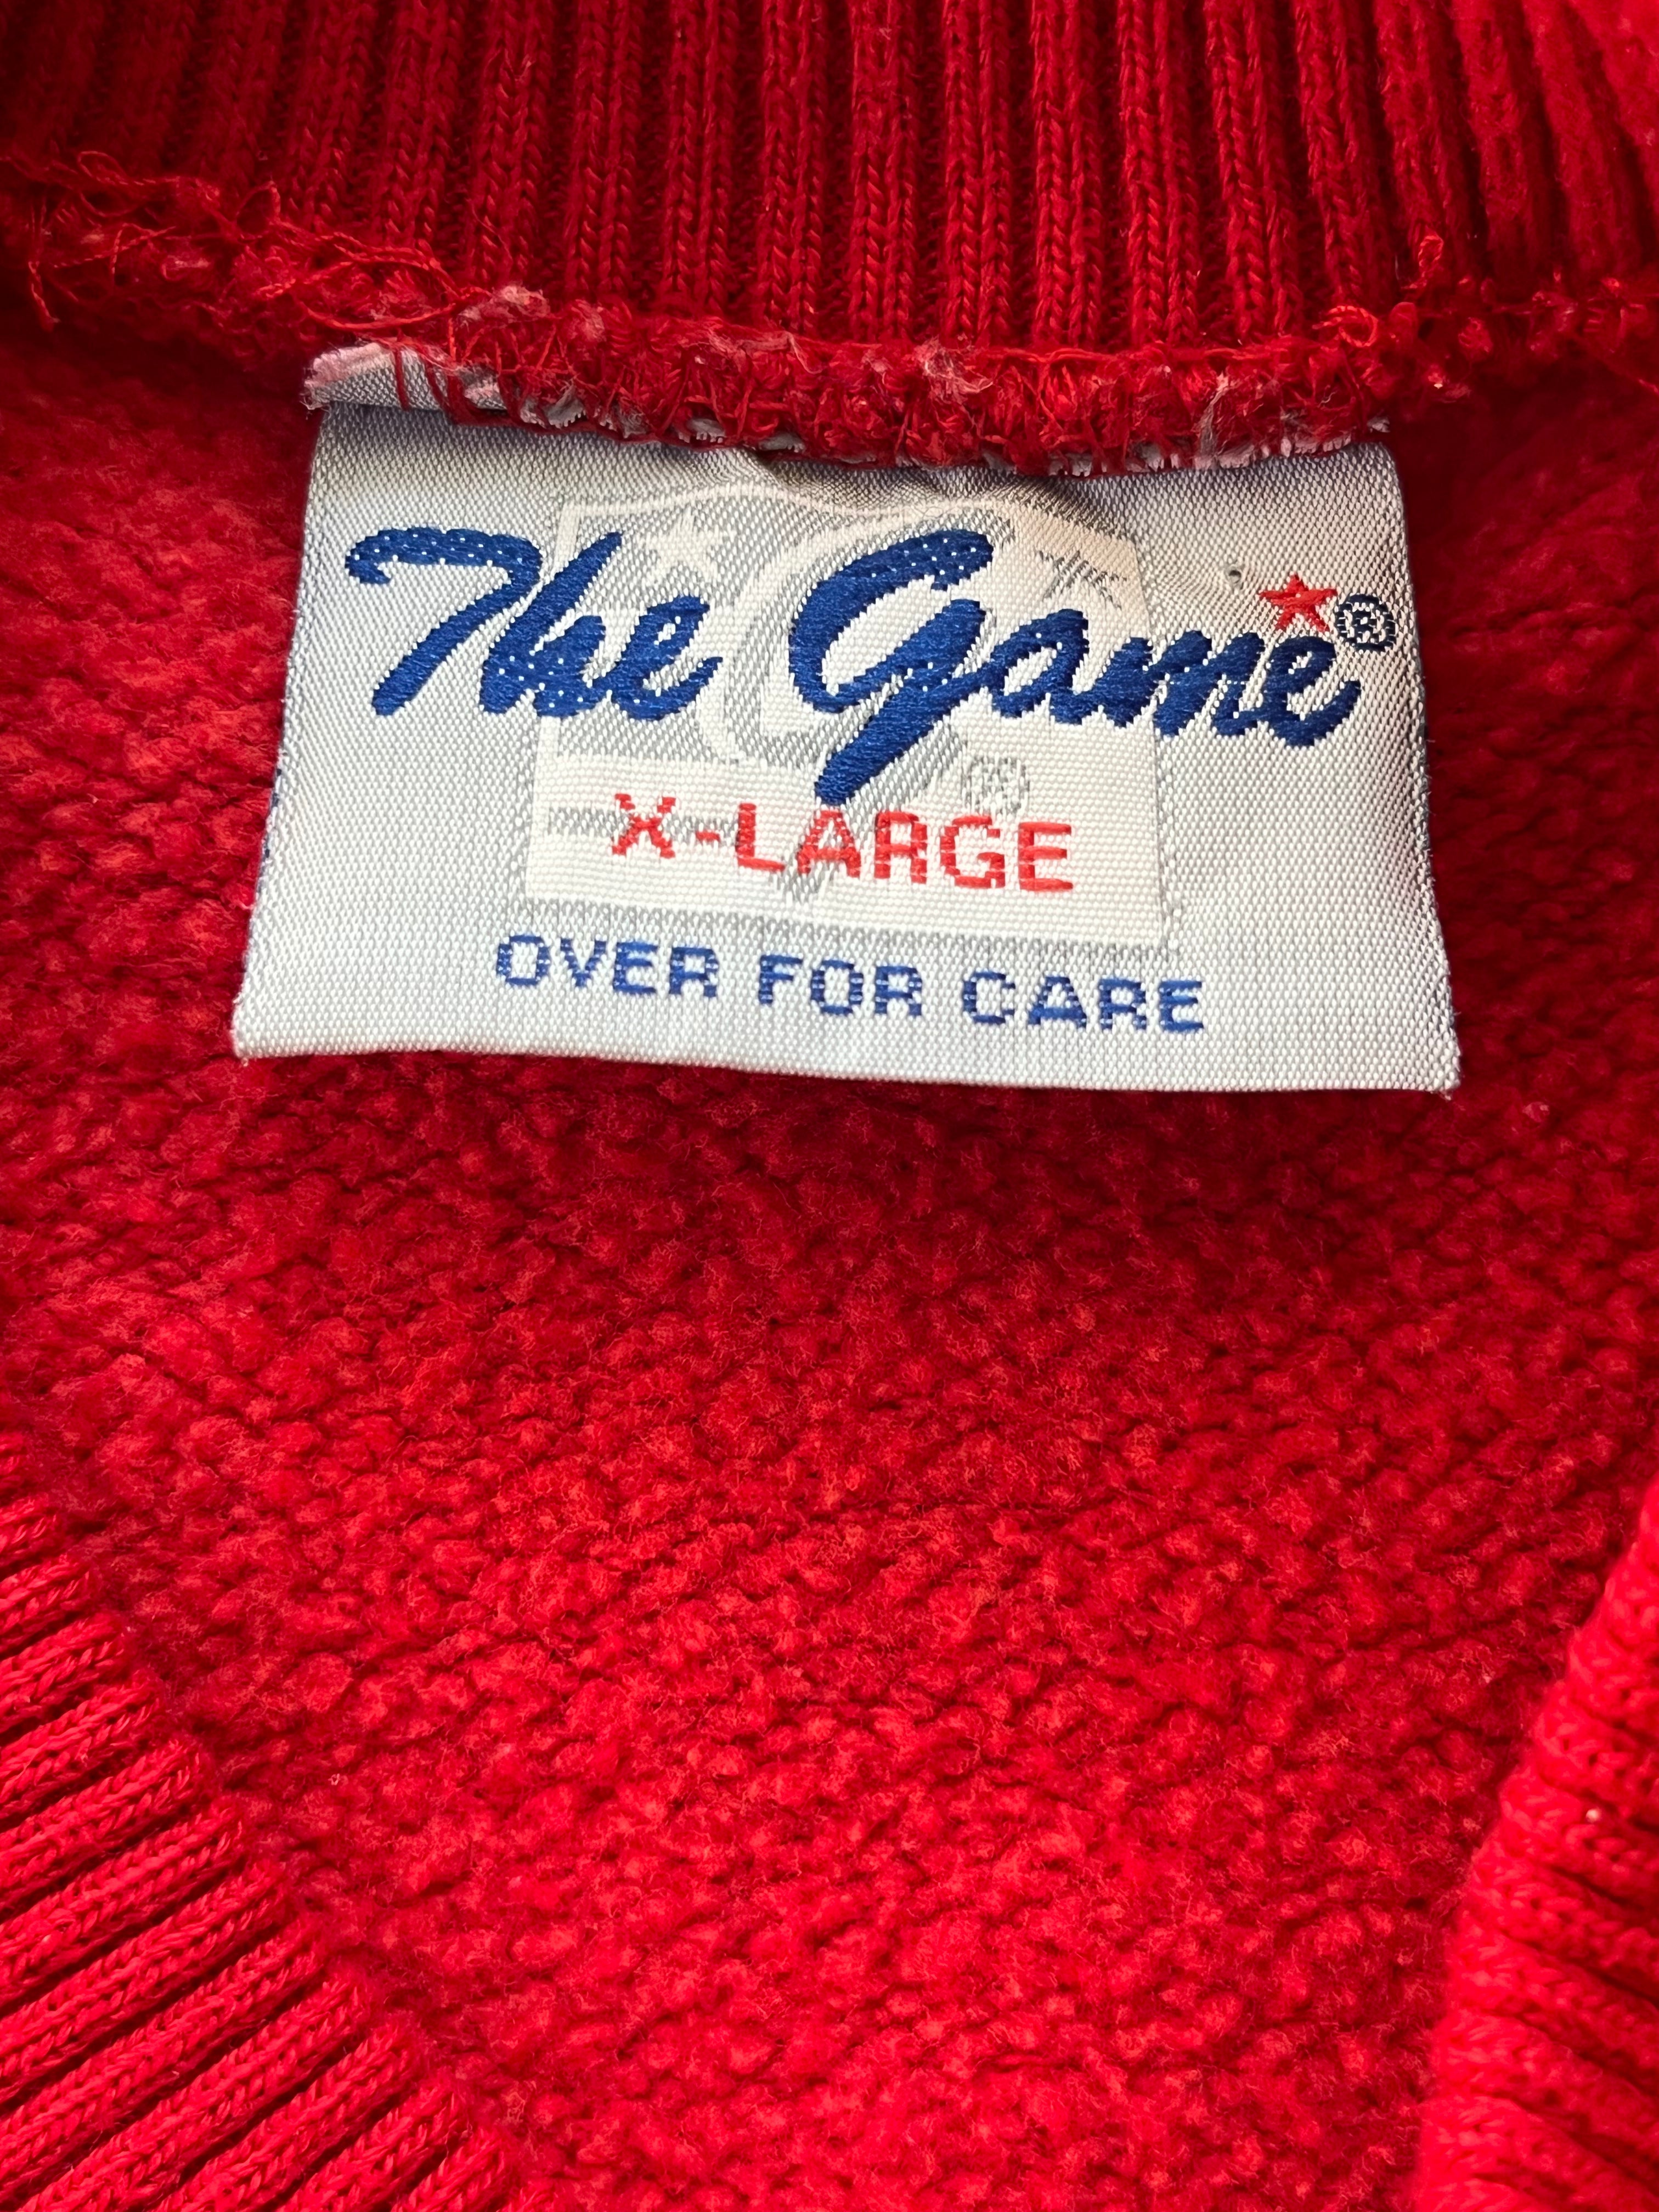 The Game®
®
X-LARGE
OVER FOR CARE